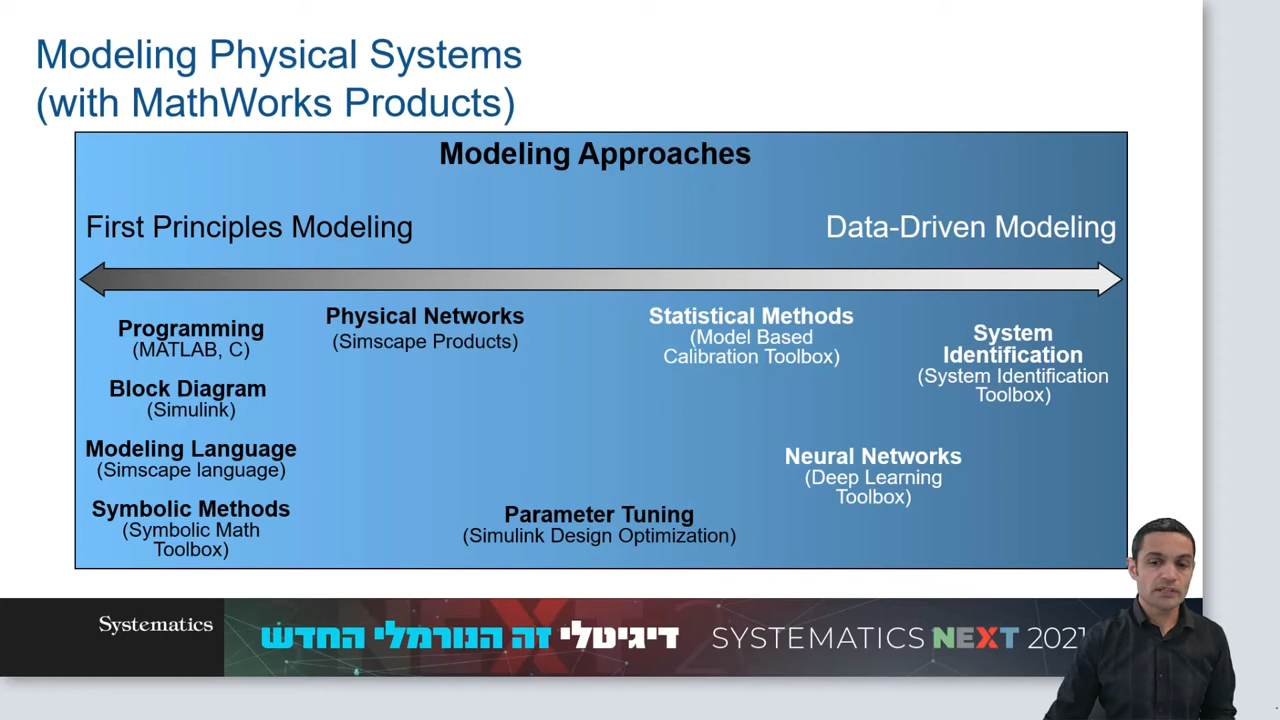 Modeling Physical Systems
(with MathWorks Products)
Modeling Approaches
First Principles Modeling
Data-Driven Modeling
Programming
(MATLAB, C)
Block Diagram
(Simulink)
Modeling Language
(Simscape language)
Symbolic Methods
(Symbolic Math
Toolbox)
Physical Networks
(Simscape Products)
Parameter Tuning
(Simulink Design Optimization)
Statistical Methods
(Model Based
Calibration Toolbox)
Neural Networks
(Deep Learning
Toolbox)
System
Identification
(System Identification
Toolbox)
Systematics
דיגיטלי זה הנורמלי החדש
SYSTEMATICS NEXT 2021